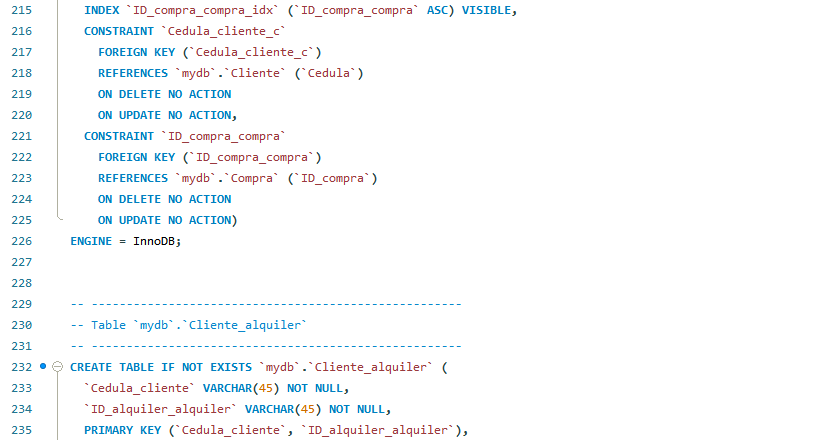 215 INDEX `ID_compra_compra_idx` (`ID_compra_compra` ASC) VISIBLE,
216 CONSTRAINT `Cedula_cliente_c`
217 FOREIGN KEY (`Cedula_cliente_c`)
218 REFERENCES `mydb`.`Cliente` (`Cedula`)
219 ON DELETE NO ACTION
220 ON UPDATE NO ACTION,
221 CONSTRAINT `ID_compra_compra`
222 FOREIGN KEY (`ID_compra_compra`)
223 REFERENCES `mydb`.`Compra` (`ID_compra`)
224 ON DELETE NO ACTION
225 ON UPDATE NO ACTION)
226 ENGINE = InnoDB;
227
228
229 -- -----------------------------------------------------
230 -- Table `mydb`.`Cliente_alquiler`
231 -- -----------------------------------------------------
232 CREATE TABLE IF NOT EXISTS `mydb`.`Cliente_alquiler` (
233 `Cedula_cliente` VARCHAR(45) NOT NULL,
234 `ID_alquiler_alquiler` VARCHAR(45) NOT NULL,
235 PRIMARY KEY (`Cedula_cliente`, `ID_alquiler_alquiler`),